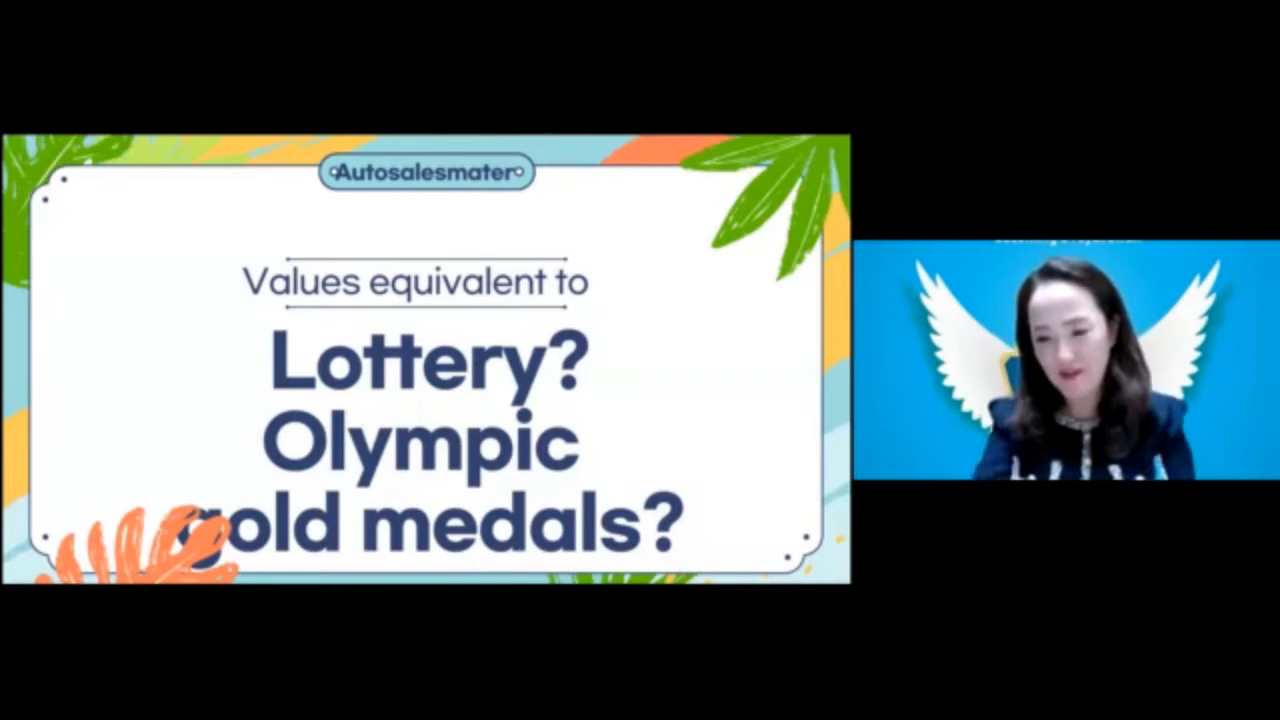 Autosalesmater
Values equivalent to
Lottery?
Olympic
gold medals?